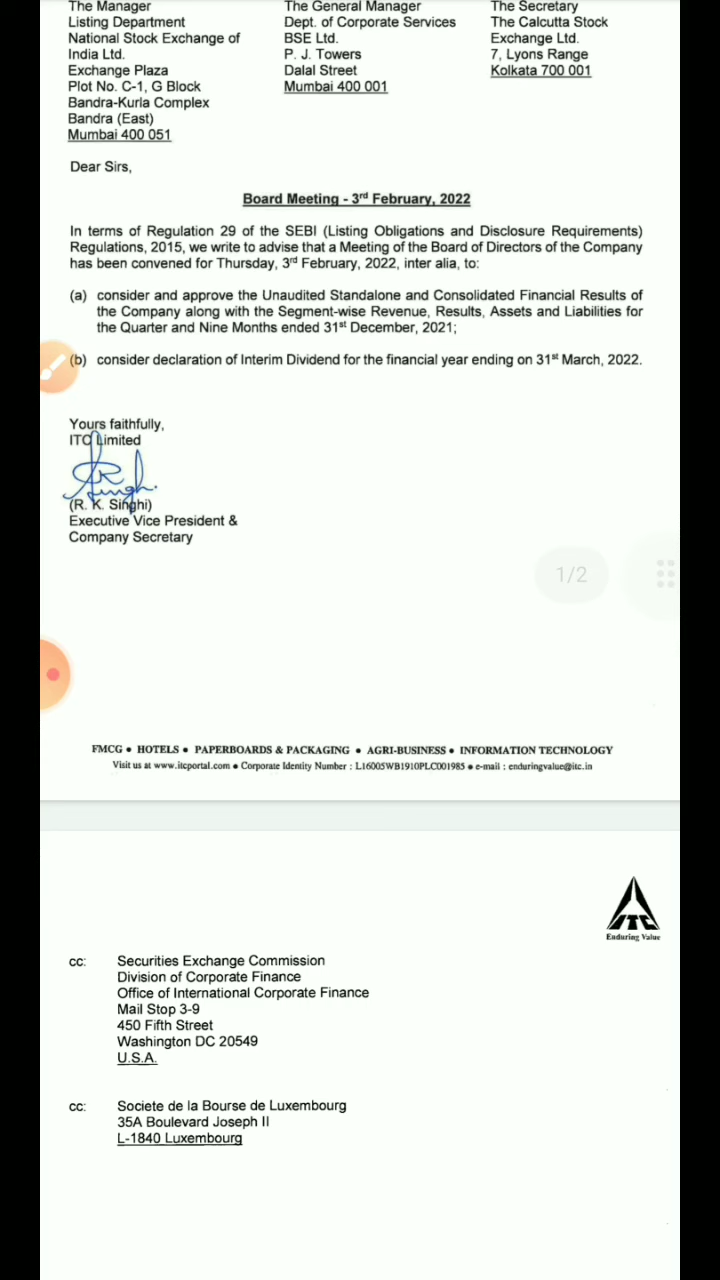 The Manager
Listing Department
National Stock Exchange of
India Ltd.
Exchange Plaza
Plot No. C-1, G Block
Bandra-Kurla Complex
Bandra (East)
Mumbai 400 051
The General Manager
Dept. of Corporate Services
BSE Ltd.
P. J. Towers
Dalal Street
Mumbai 400 001
The Secretary
The Calcutta Stock
Exchange Ltd.
7, Lyons Range
Kolkata 700 001
Dear Sirs,
Board Meeting - 3rd February, 2022
In terms of Regulation 29 of the SEBI (Listing Obligations and Disclosure Requirements)
Regulations, 2015, we write to advise that a Meeting of the Board of Directors of the Company
has been convened for Thursday, 3rd February, 2022, inter alia, to:
(a) consider and approve the Unaudited Standalone and Consolidated Financial Results of
the Company along with the Segment-wise Revenue, Results, Assets and Liabilities for
the Quarter and Nine Months ended 31st December, 2021;
(b) consider declaration of Interim Dividend for the financial year ending on 31st March, 2022.
Yours faithfully,
ITC Limited
RK Singhi
(R. K. Singhi)
Executive Vice President &
Company Secretary
1/2
FMCG • HOTELS • PAPERBOARDS & PACKAGING • AGRI-BUSINESS • INFORMATION TECHNOLOGY
Visit us at www.itcportal.com • Corporate Identity Number : L16005WB1910PLC001985 • e-mail : enduringvalue@itc.in
ITC
Enduring Value
cc: Securities Exchange Commission
Division of Corporate Finance
Office of International Corporate Finance
Mail Stop 3-9
450 Fifth Street
Washington DC 20549
U.S.A.
cc: Societe de la Bourse de Luxembourg
35A Boulevard Joseph II
L-1840 Luxembourg